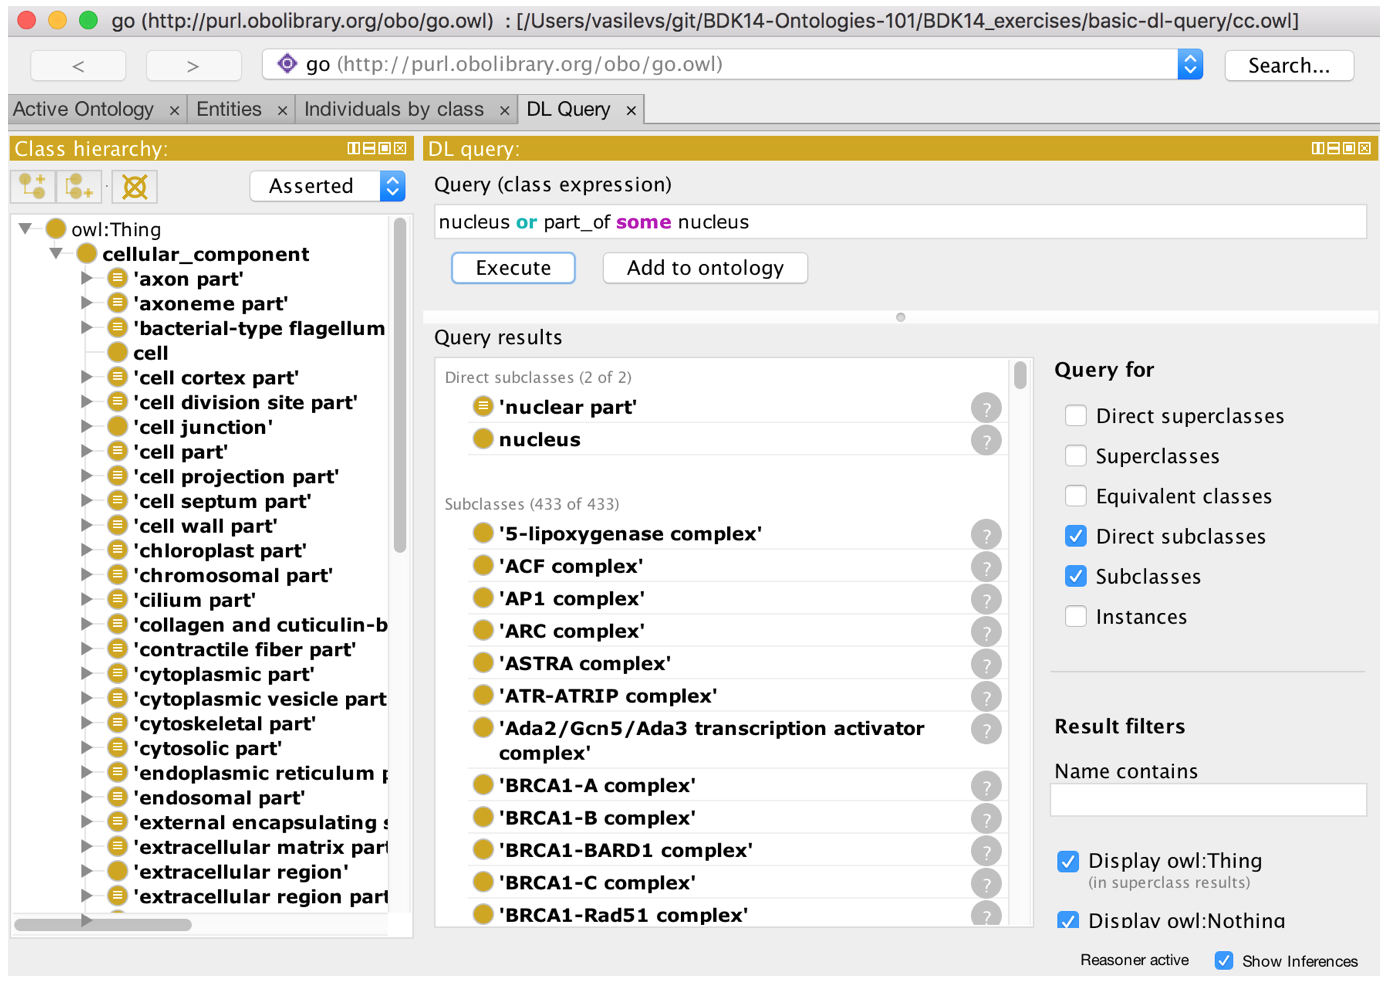 go (http://purl.obolibrary.org/obo/go.owl) : [/Users/vasilevs/git/BDK14-Ontologies-101/BDK14_exercises/basic-dl-query/cc.owl]
< > go (http://purl.obolibrary.org/obo/go.owl) Search...
Active Ontology × Entities × Individuals by class × DL Query ×
Class hierarchy:
Asserted
owl:Thing
cellular_component
'axon part'
'axoneme part'
'bacterial-type flagellum
cell
'cell cortex part'
'cell division site part'
'cell junction'
'cell part'
'cell projection part'
'cell septum part'
'cell wall part'
'chloroplast part'
'chromosomal part'
'cilium part'
'collagen and cuticulin-b
'contractile fiber part'
'cytoplasmic part'
'cytoplasmic vesicle part
'cytoskeletal part'
'cytosolic part'
'endoplasmic reticulum p
'endosomal part'
'external encapsulating s
'extracellular matrix part
'extracellular region'
'extracellular region part
DL query:
Query (class expression)
nucleus or part_of some nucleus
Execute Add to ontology
Query results
Direct subclasses (2 of 2)
'nuclear part' ?
nucleus ?
Subclasses (433 of 433)
'5-lipoxygenase complex' ?
'ACF complex' ?
'AP1 complex' ?
'ARC complex' ?
'ASTRA complex' ?
'ATR-ATRIP complex' ?
'Ada2/Gcn5/Ada3 transcription activator ?
complex'
'BRCA1-A complex' ?
'BRCA1-B complex' ?
'BRCA1-BARD1 complex' ?
'BRCA1-C complex' ?
'BRCA1-Rad51 complex' ?
Query for
Direct superclasses
Superclasses
Equivalent classes
Direct subclasses
Subclasses
Instances
Result filters
Name contains
Display owl:Thing
(in superclass results)
Display owl:Nothing
Reasoner active Show Inferences